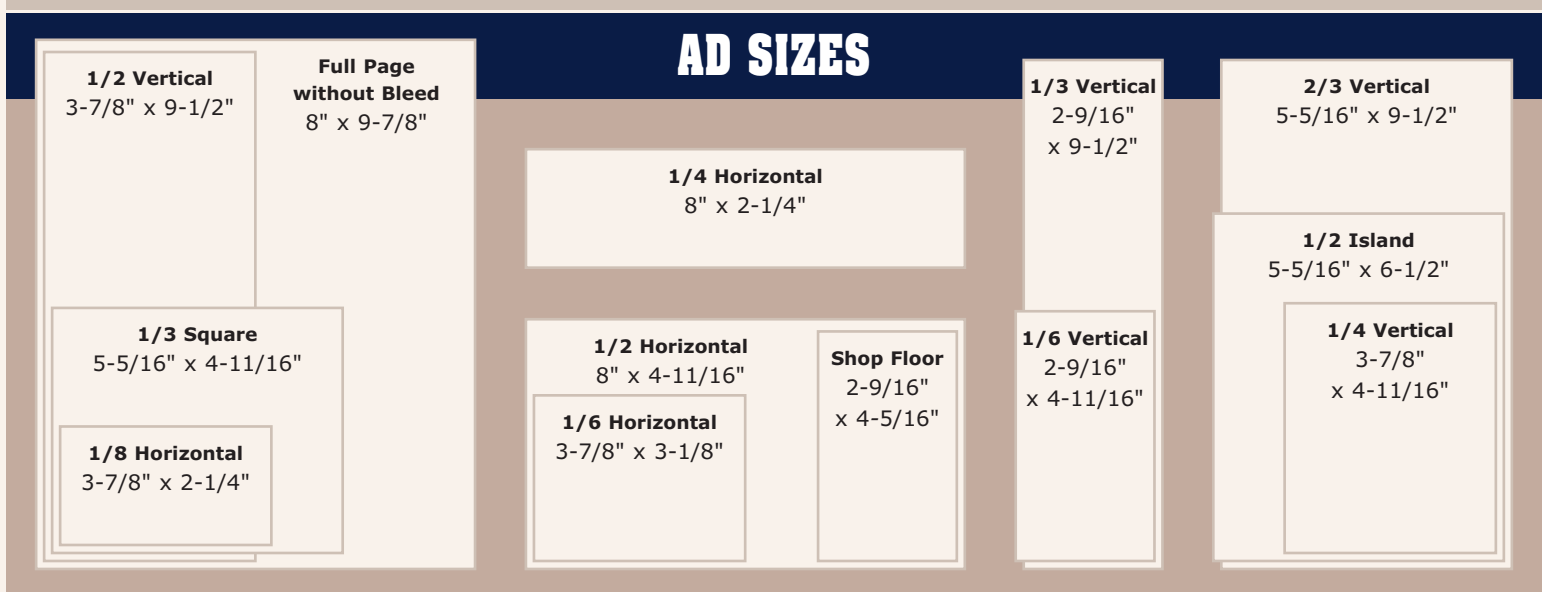 AD SIZES
1/2 Vertical
3-7/8" x 9-1/2"
Full Page
without Bleed
8" x 9-7/8"
1/3 Square
5-5/16" x 4-11/16"
1/8 Horizontal
3-7/8" x 2-1/4"
1/4 Horizontal
8" x 2-1/4"
1/2 Horizontal
8" x 4-11/16"
1/6 Horizontal
3-7/8" x 3-1/8"
Shop Floor
2-9/16"
x 4-5/16"
1/3 Vertical
2-9/16"
x 9-1/2"
1/6 Vertical
2-9/16"
x 4-11/16"
2/3 Vertical
5-5/16" x 9-1/2"
1/2 Island
5-5/16" x 6-1/2"
1/4 Vertical
3-7/8"
x 4-11/16"